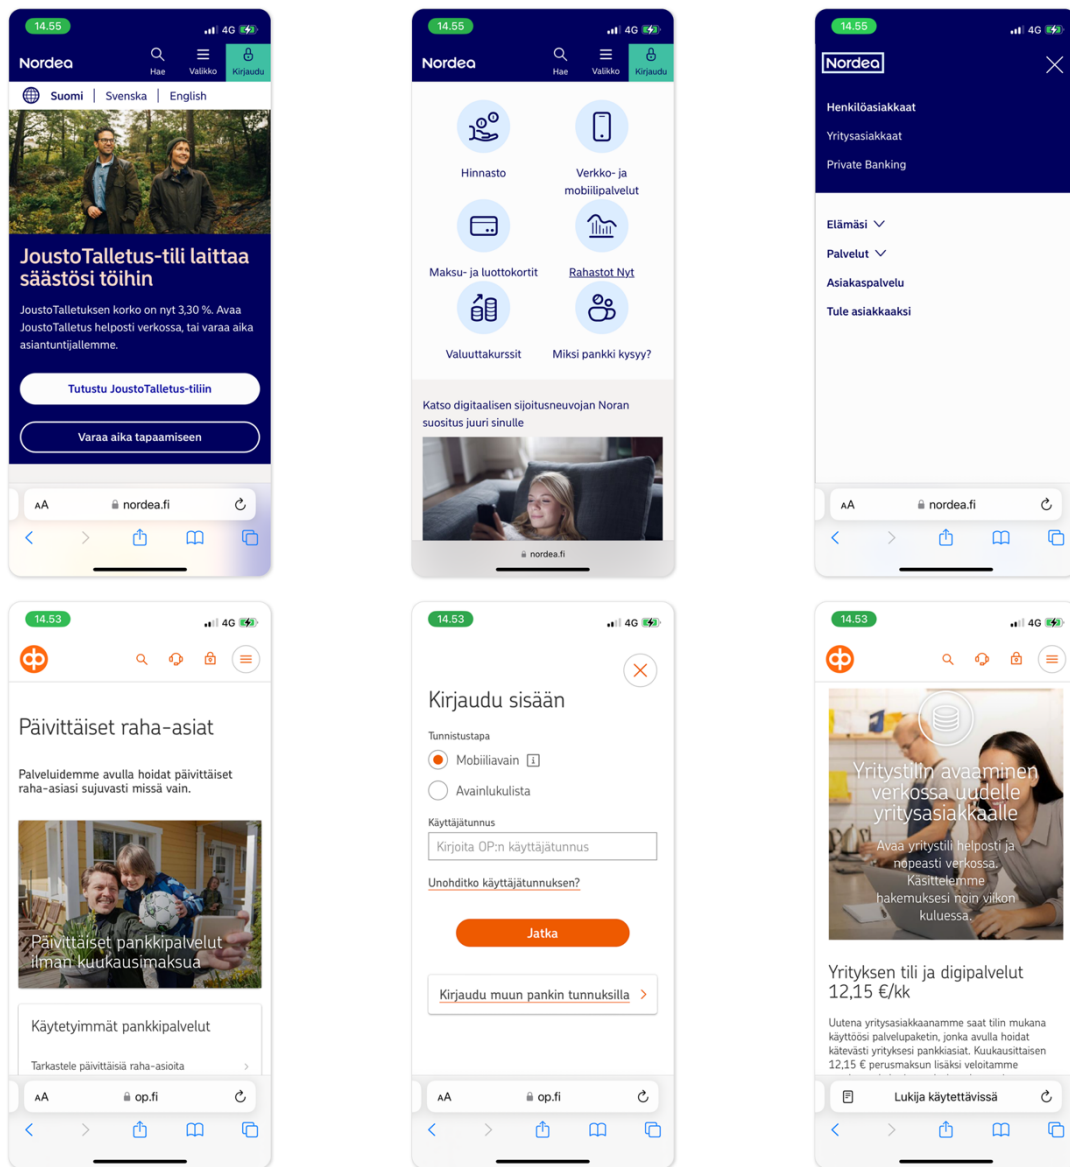 14.55
4G
Nordea
Hae
Valikko
Kirjaudu
Suomi
Svenska
English
JoustoTalletus-tili laittaa
säästösi töihin
JoustoTalletuksen korko on nyt 3,30 %. Avaa
JoustoTalletus helposti verkossa, tai varaa aika
asiantuntijallemme.
Tutustu JoustoTalletus-tiliin
Varaa aika tapaamiseen
AA
nordea.fi
14.55
4G
Nordea
Hae
Valikko
Kirjaudu
Hinnasto
Verkko- ja
mobiilipalvelut
Maksu- ja luottokortit
Rahastot Nyt
Valuuttakurssit
Miksi pankki kysyy?
Katso digitaalisen sijoitusneuvojan Noran
suositus juuri sinulle
nordea.fi
14.55
4G
Nordea
Henkilöasiakkaat
Yritysasiakkaat
Private Banking
Elämäsi
Palvelut
Asiakaspalvelu
Tule asiakkaaksi
AA
nordea.fi
14.53
4G
op
Päivittäiset raha-asiat
Palveluidemme avulla hoidat päivittäiset
raha-asiasi sujuvasti missä vain.
Päivittäiset pankkipalvelut
ilman kuukausimaksua
Käytetyimmät pankkipalvelut
Tarkastele päivittäisiä raha-asioita
AA
op.fi
14.53
4G
Kirjaudu sisään
Tunnistustapa
Mobiiliavain
i
Avainlukulista
Käyttäjätunnus
Kirjoita OP:n käyttäjätunnus
Unohditko käyttäjätunnuksen?
Jatka
Kirjaudu muun pankin tunnuksilla
AA
op.fi
14.53
4G
op
Yritystilin avaaminen
verkossa uudelle
yritysasiakkaalle
Avaa yritystili helposti ja
nopeasti verkossa.
Käsittelemme
hakemuksesi noin viikon
kuluessa.
Yrityksen tili ja digipalvelut
12,15 €/kk
Uutena yritysasiakkaanamme saat tilin mukana
käyttöösi palvelupaketin, jonka avulla hoidat
kätevästi yrityksesi pankkiasiat. Kuukausittaisen
12,15 € perusmaksun lisäksi veloitamme
Lukija käytettävissä